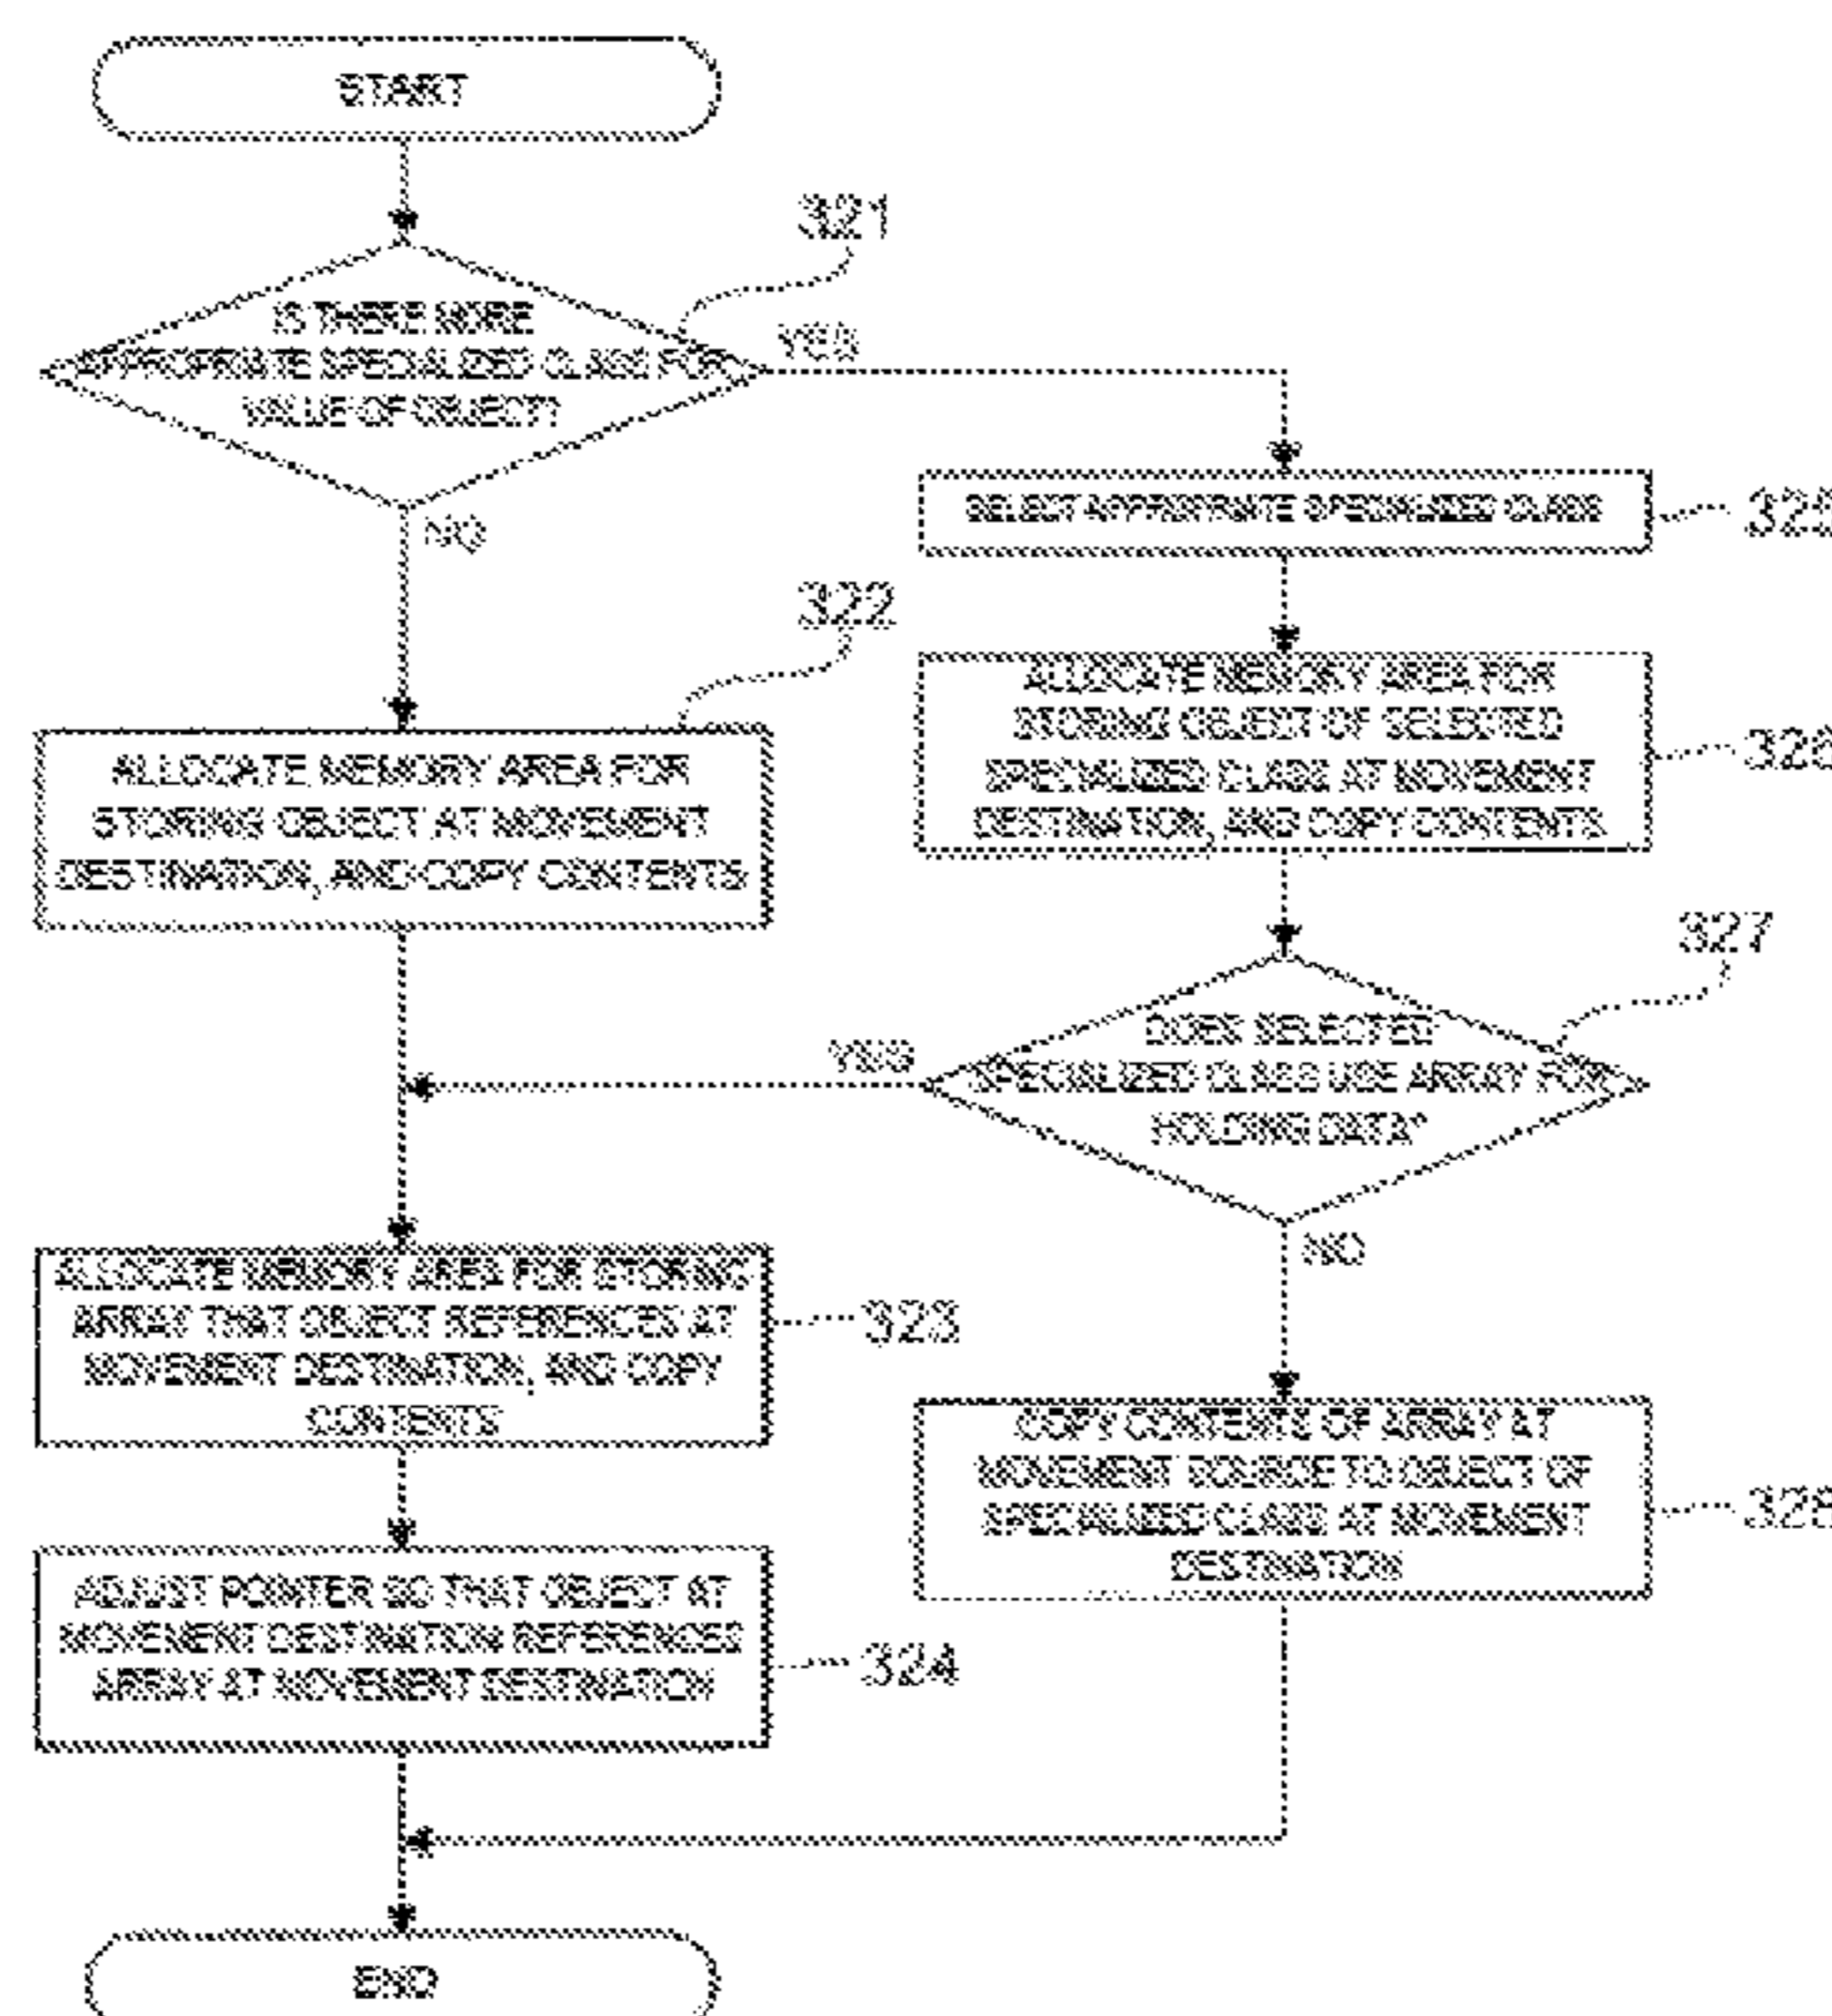 START
321
IS THERE MORE
APPROPRIATE SPECIALIZED CLASS FOR
VALUE OF OBJECT?
YES
NO
SELECT APPROPRIATE SPECIALIZED CLASS
322
ALLOCATE MEMORY AREA FOR
STORING OBJECT OF SELECTED
SPECIALIZED CLASS AT MOVEMENT
DESTINATION, AND COPY CONTENTS
ALLOCATE MEMORY AREA FOR
STORING OBJECT AT MOVEMENT
DESTINATION, AND COPY CONTENTS
327
DOES SELECTED
SPECIALIZED CLASS USE ARRAY FOR
HOLDING DATA?
YES
NO
ALLOCATE MEMORY AREA FOR STORING
ARRAY THAT OBJECT REFERENCES AT
MOVEMENT DESTINATION, AND COPY
CONTENTS
323
COPY CONTENTS OF ARRAY AT
MOVEMENT SOURCE TO OBJECT OF
SPECIALIZED CLASS AT MOVEMENT
DESTINATION
ADJUST POINTER SO THAT OBJECT AT
MOVEMENT DESTINATION REFERENCES
ARRAY AT MOVEMENT DESTINATION
324
END